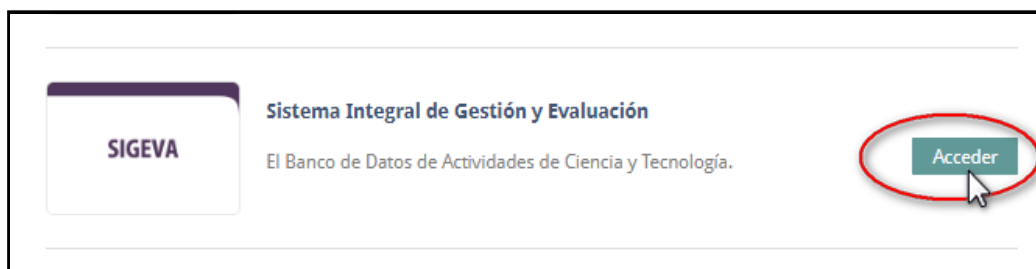 Sistema Integral de Gestión y Evaluación
SIGEVA
El Banco de Datos de Actividades de Ciencia y Tecnología.
Acceder